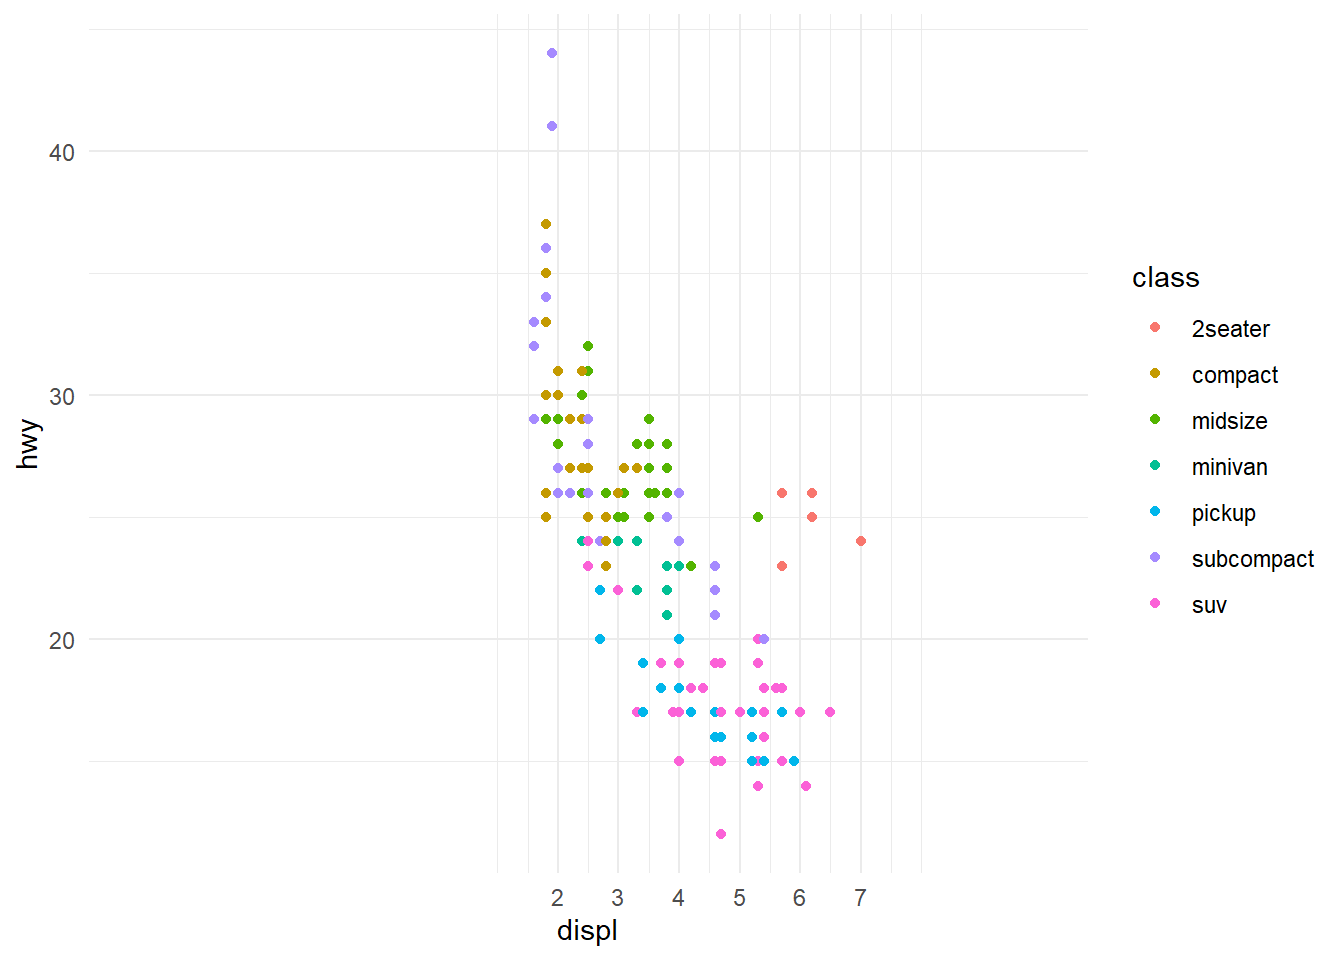 hwy
40
30
20
2 3 4 5 6 7
displ
class
2seater
compact
midsize
minivan
pickup
subcompact
suv